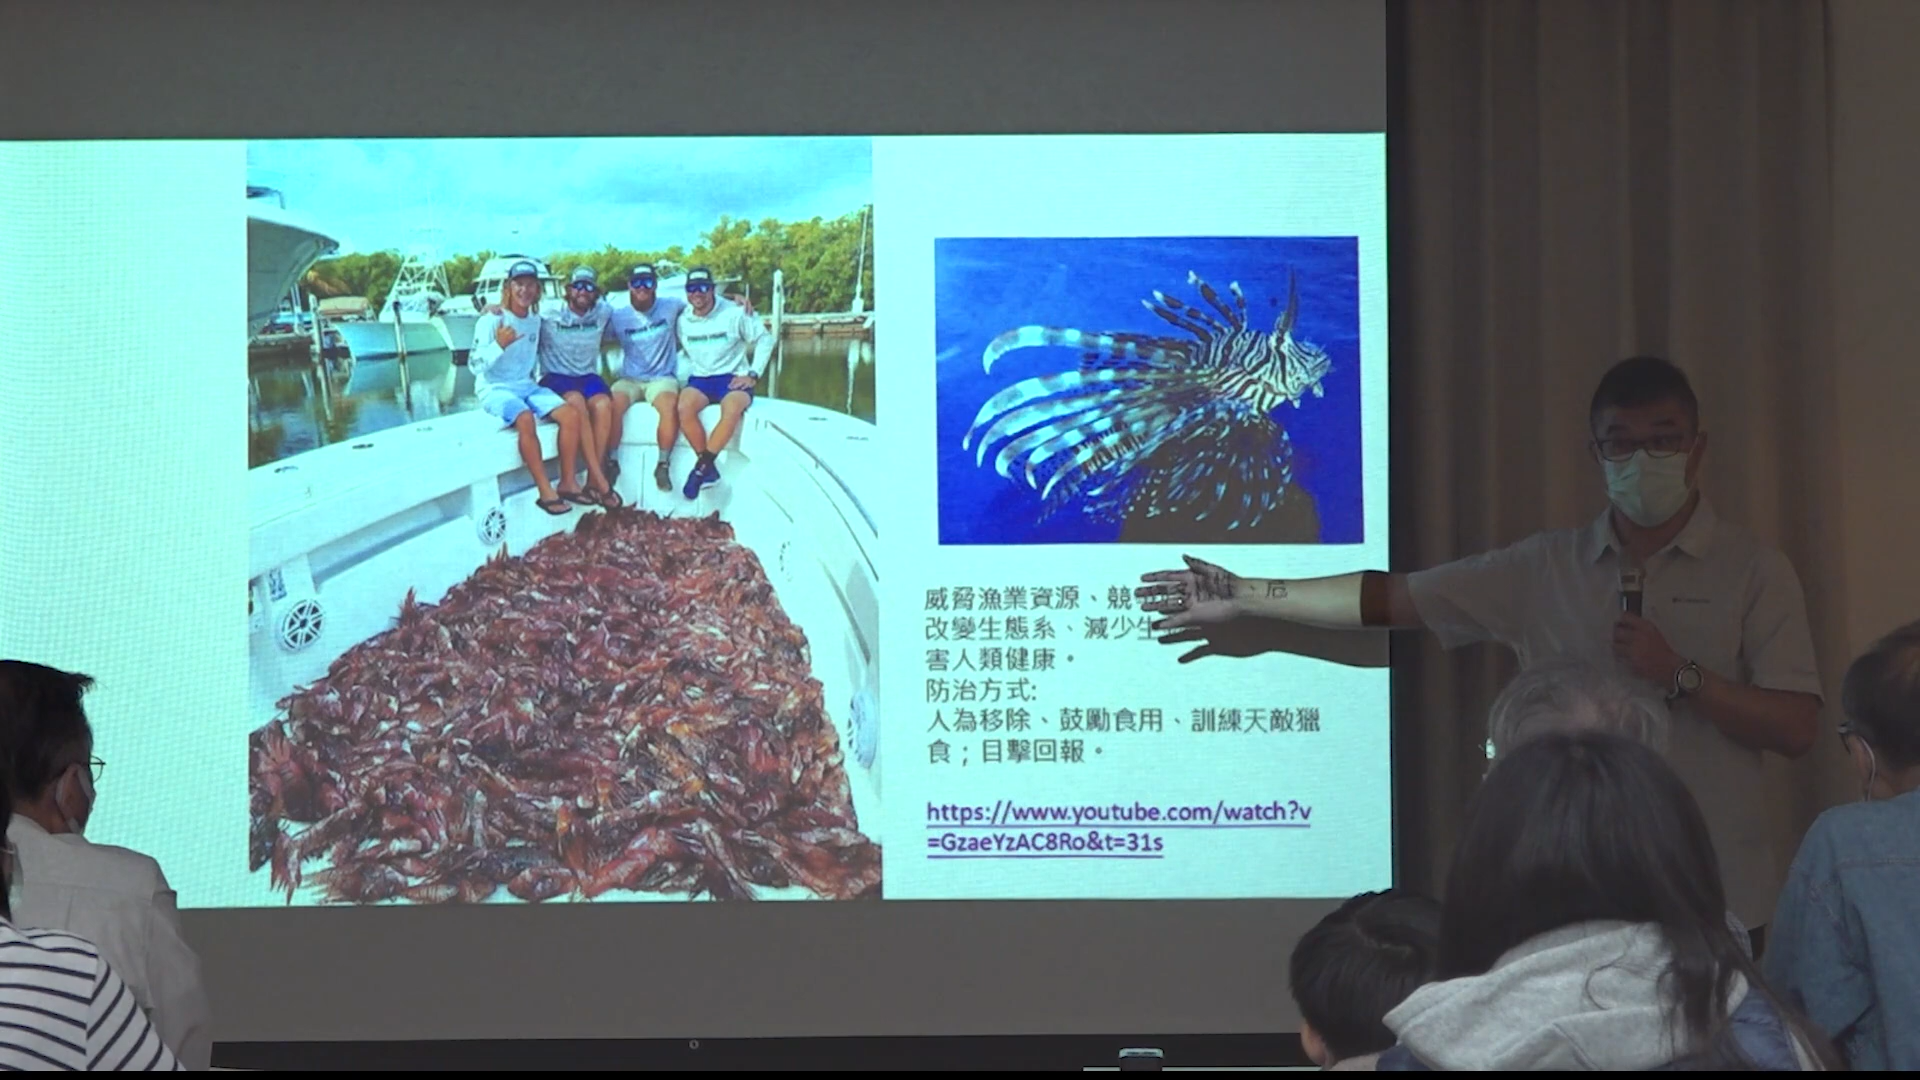 威脅漁業資源、競、危
改變生態系、減少生
害人類健康。
防治方式:
人為移除、鼓勵食用、訓練天敵獵
食；目擊回報。
https://www.youtube.com/watch?v
=GzaeYzAC8Ro&t=31s